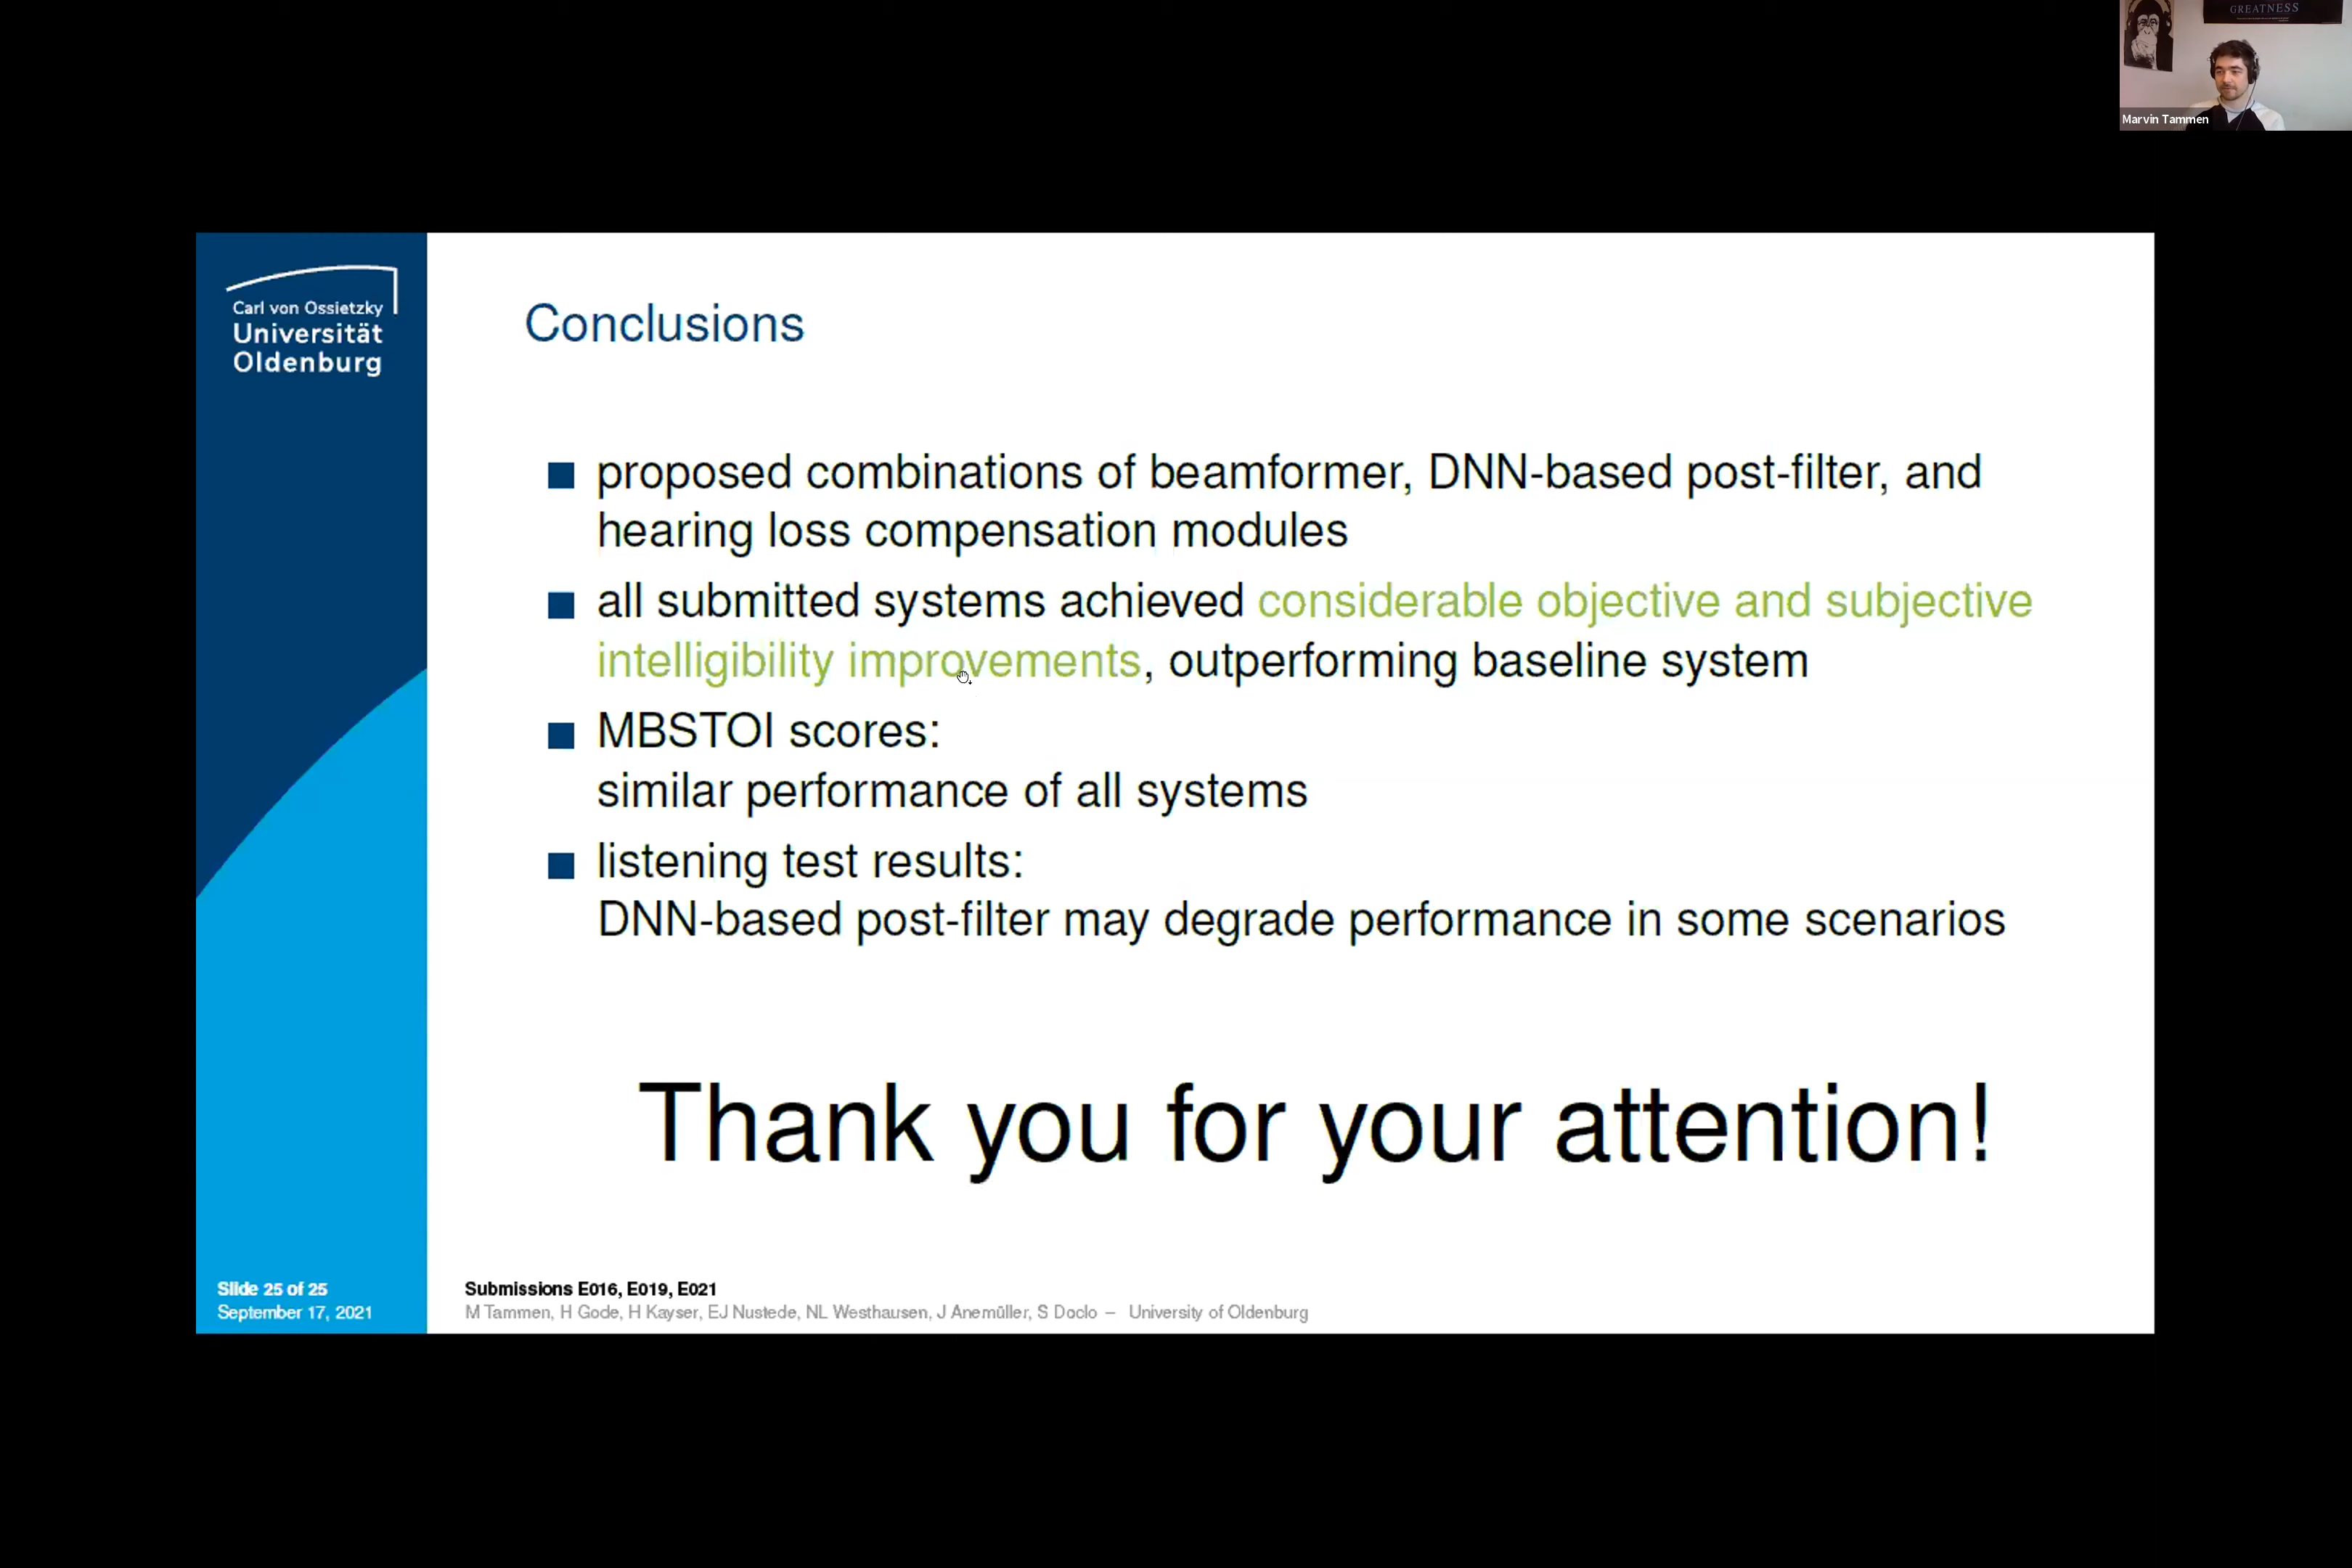 GREATNESS
Marvin Tammen
Carl von Ossietzky
Universität
Oldenburg
Conclusions
proposed combinations of beamformer, DNN-based post-filter, and
hearing loss compensation modules
all submitted systems achieved considerable objective and subjective
intelligibility improvements, outperforming baseline system
MBSTOI scores:
similar performance of all systems
listening test results:
DNN-based post-filter may degrade performance in some scenarios
Thank you for your attention!
Slide 25 of 25
September 17, 2021
Submissions E016, E019, E021
M Tammen, H Gode, H Kayser, EJ Nustede, NL Westhausen, J Anemüller, S Doclo – University of Oldenburg